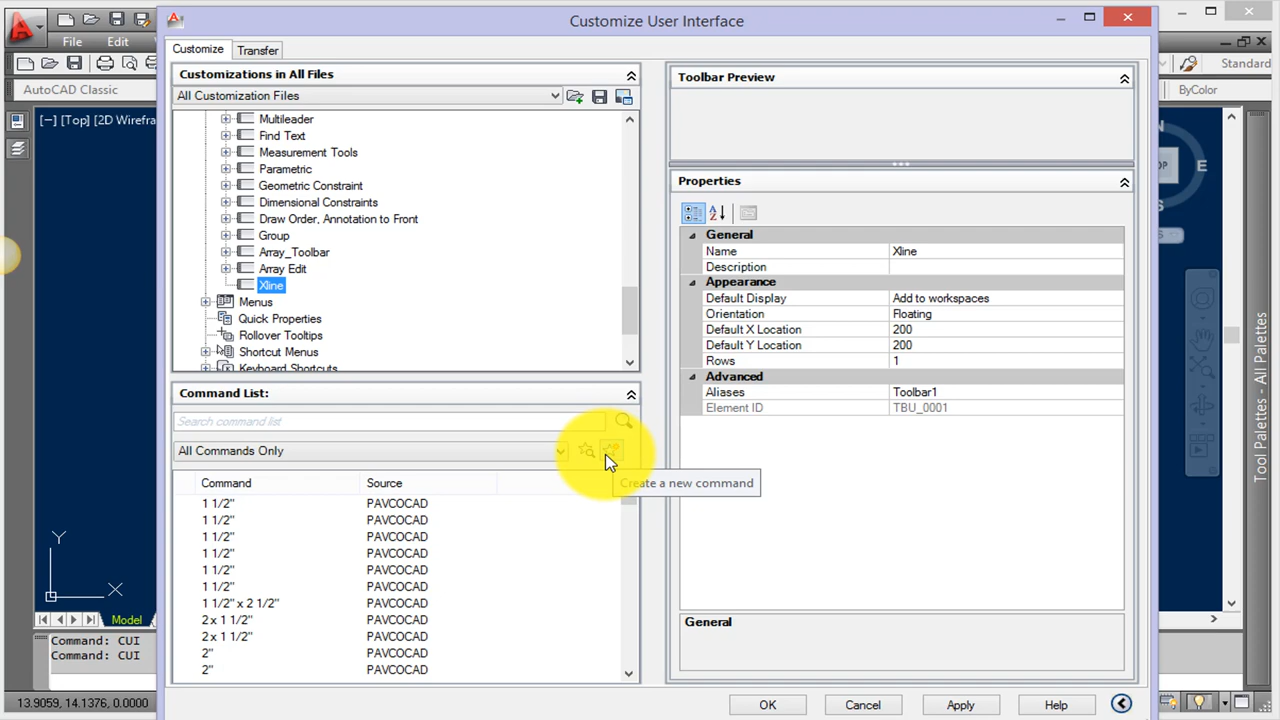 Customize User Interface
File Edit
Standard
AutoCAD Classic
ByColor
[−] [Top] [2D Wirefra
Customize Transfer
Customizations in All Files
All Customization Files
Multileader
Find Text
Measurement Tools
Parametric
Geometric Constraint
Dimensional Constraints
Draw Order, Annotation to Front
Group
Array_Toolbar
Array Edit
Xline
Menus
Quick Properties
Rollover Tooltips
Shortcut Menus
Keyboard Shortcuts
Command List:
Search command list
All Commands Only
Create a new command
Command Source
1 1/2" PAVCOCAD
1 1/2" PAVCOCAD
1 1/2" PAVCOCAD
1 1/2" PAVCOCAD
1 1/2" PAVCOCAD
1 1/2" PAVCOCAD
1 1/2" x 2 1/2" PAVCOCAD
2 x 1 1/2" PAVCOCAD
2 x 1 1/2" PAVCOCAD
2" PAVCOCAD
2" PAVCOCAD
Toolbar Preview
Properties
General
Name Xline
Description
Appearance
Default Display Add to workspaces
Orientation Floating
Default X Location 200
Default Y Location 200
Rows 1
Advanced
Aliases Toolbar1
Element ID TBU_0001
General
OK Cancel Apply Help
N
OP
E
S
Tool Palettes - All Palettes
Y
X
Model
Command: CUI
Command: CUI
13.9059, 14.1376, 0.0000